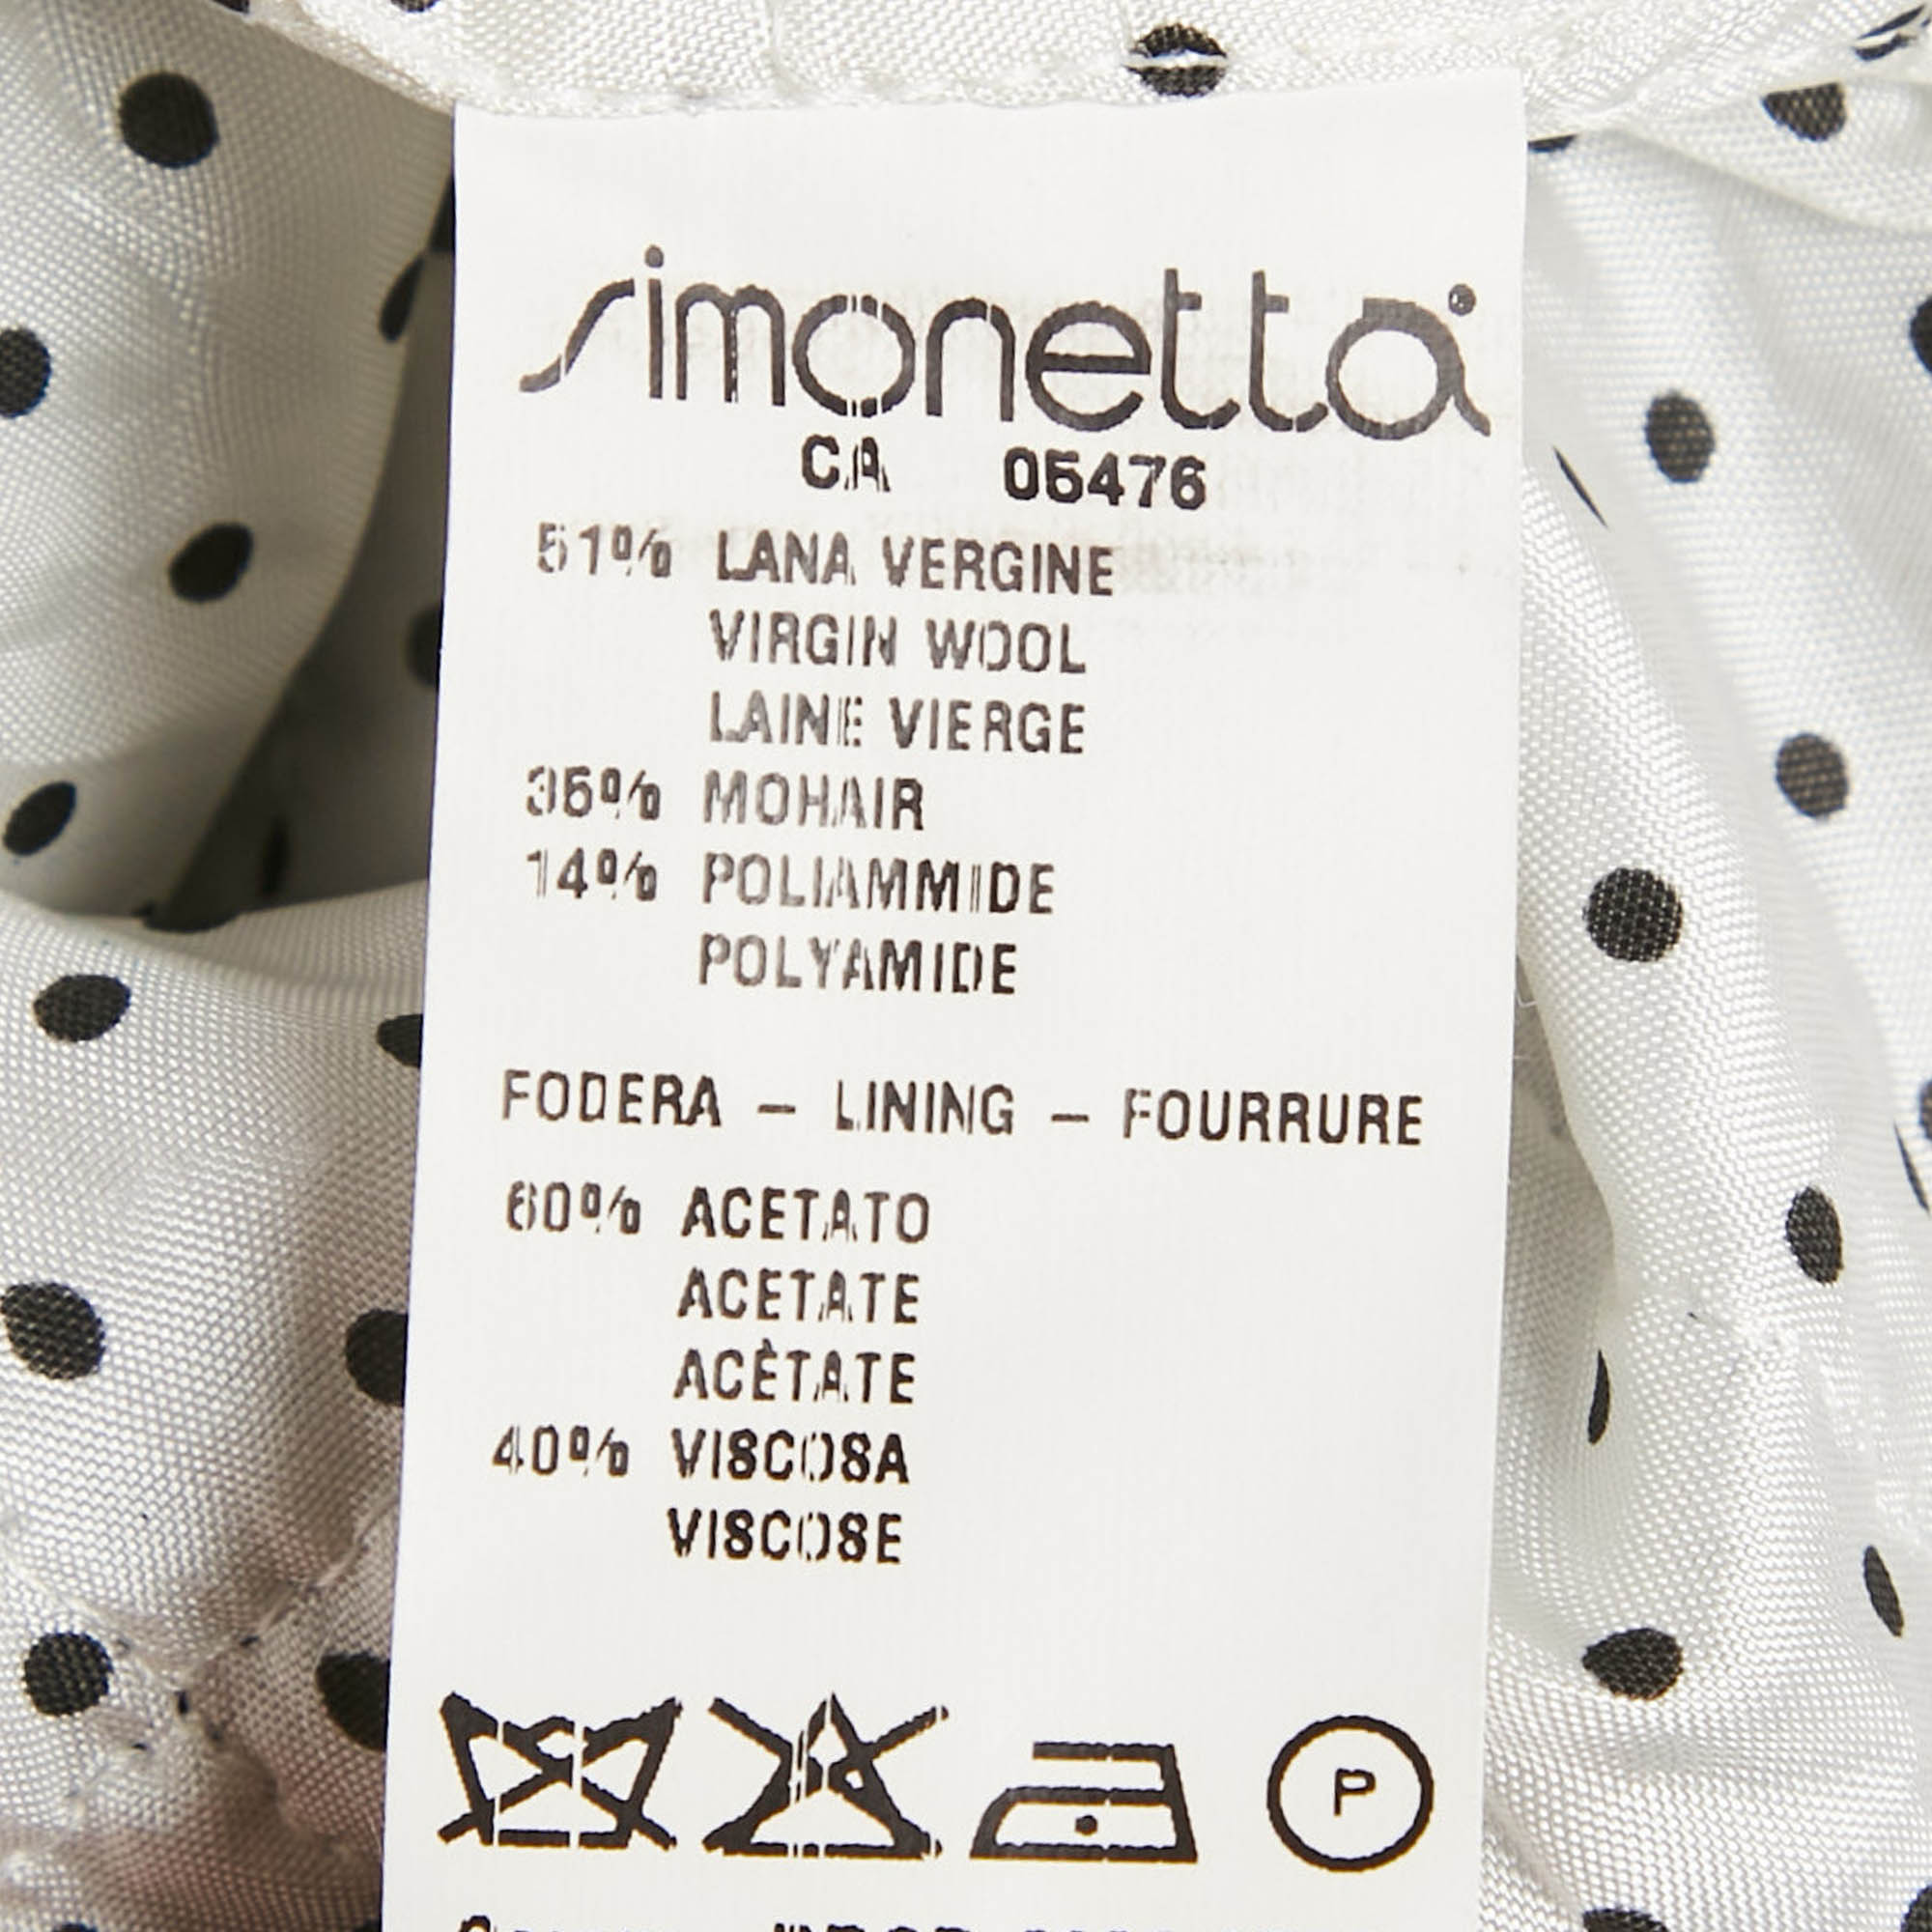 simonetta®
CA 05476
51% LANA VERGINE
VIRGIN WOOL
LAINE VIERGE
35% MOHAIR
14% POLIAMMIDE
POLYAMIDE
FODERA – LINING – FOURRURE
60% ACETATO
ACETATE
ACÈTATE
40% VISCOSA
VISCOSE
P